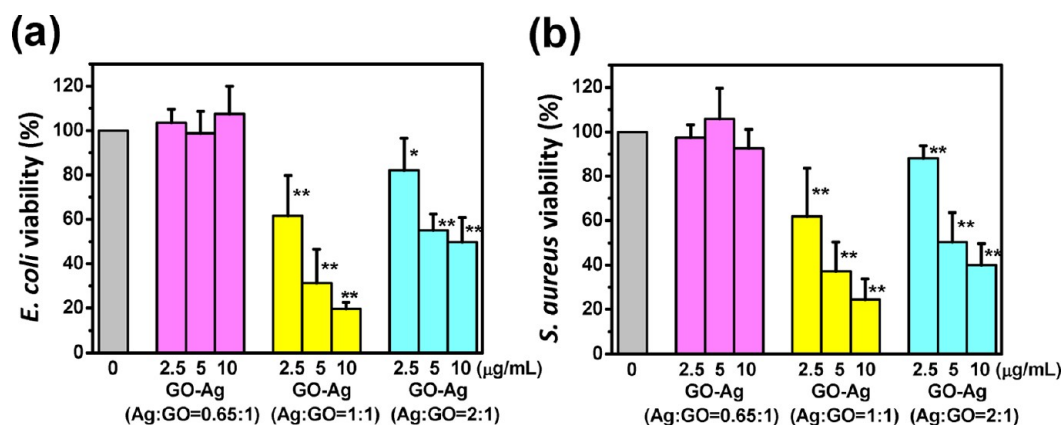 (a)
E. coli viability (%)
120
100
80
60
40
20
0
*
**
**
**
**
**
0 2.5 5 10 2.5 5 10 2.5 5 10 (μg/mL)
GO-Ag GO-Ag GO-Ag
(Ag:GO=0.65:1) (Ag:GO=1:1) (Ag:GO=2:1)
(b)
S. aureus viability (%)
120
100
80
60
40
20
0
**
**
**
**
**
**
0 2.5 5 10 2.5 5 10 2.5 5 10 (μg/mL)
GO-Ag GO-Ag GO-Ag
(Ag:GO=0.65:1) (Ag:GO=1:1) (Ag:GO=2:1)